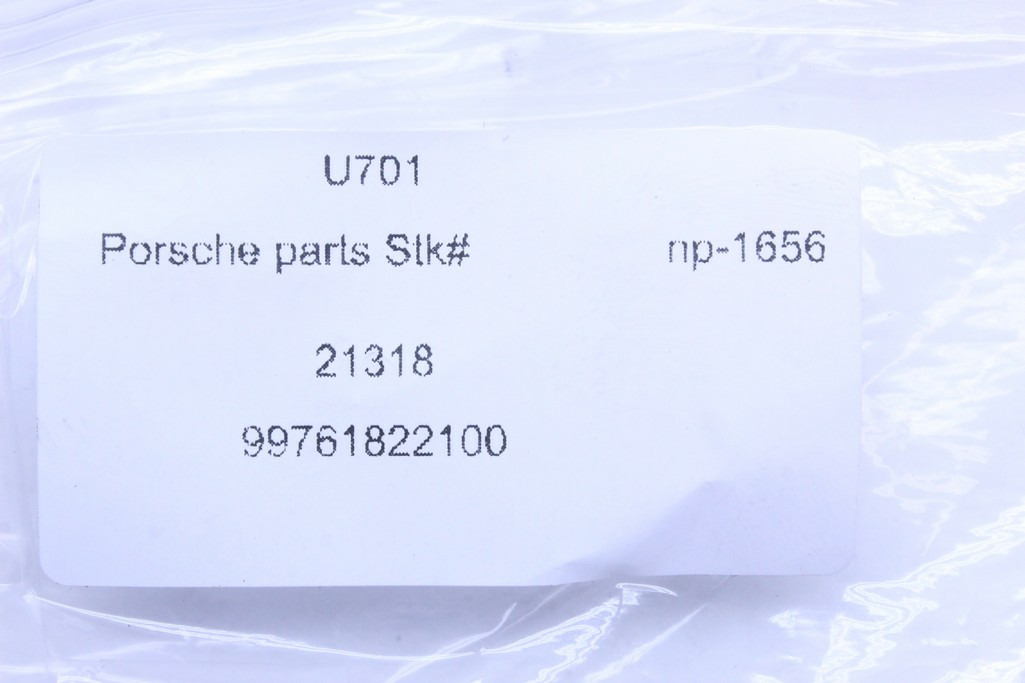 U701
Porsche parts Stk# np-1656
21318
99761822100